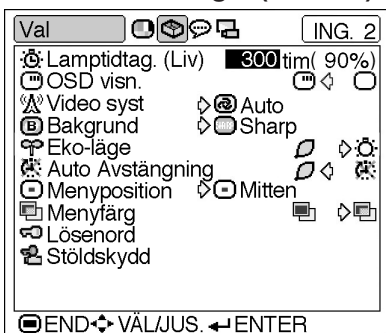 Val ING. 2
Lamptidtag. (Liv) 300 tim( 90%)
OSD visn.
Video syst Auto
B Bakgrund Sharp
Eko-läge
Auto Avstängning
Menyposition Mitten
Menyfärg
Lösenord
Stöldskydd
END VÄL/JUS. ENTER